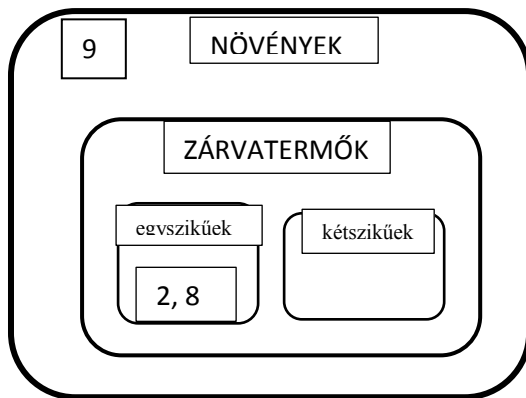 9
NÖVÉNYEK
ZÁRVATERMŐK
egyszikűek
kétszikűek
2, 8